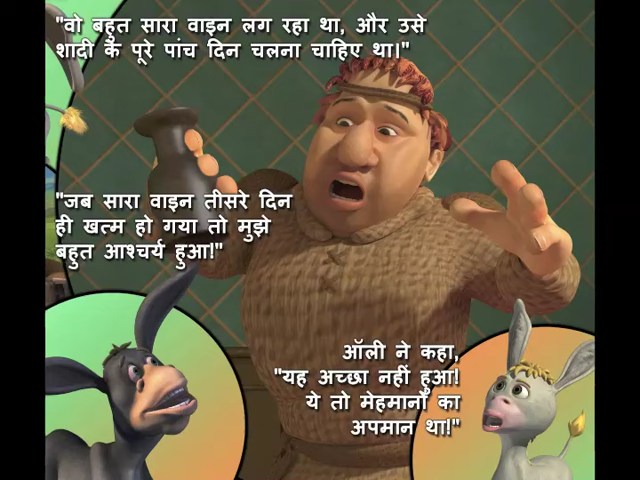 "वो बहुत सारा वाइन लग रहा था, और उसे
शादी के पूरे पांच दिन चलना चाहिए था।"
"जब सारा वाइन तीसरे दिन
ही खत्म हो गया तो मुझे
बहुत आश्चर्य हुआ!"
ऑली ने कहा,
"यह अच्छा नहीं हुआ!
ये तो मेहमानों का
अपमान था!"